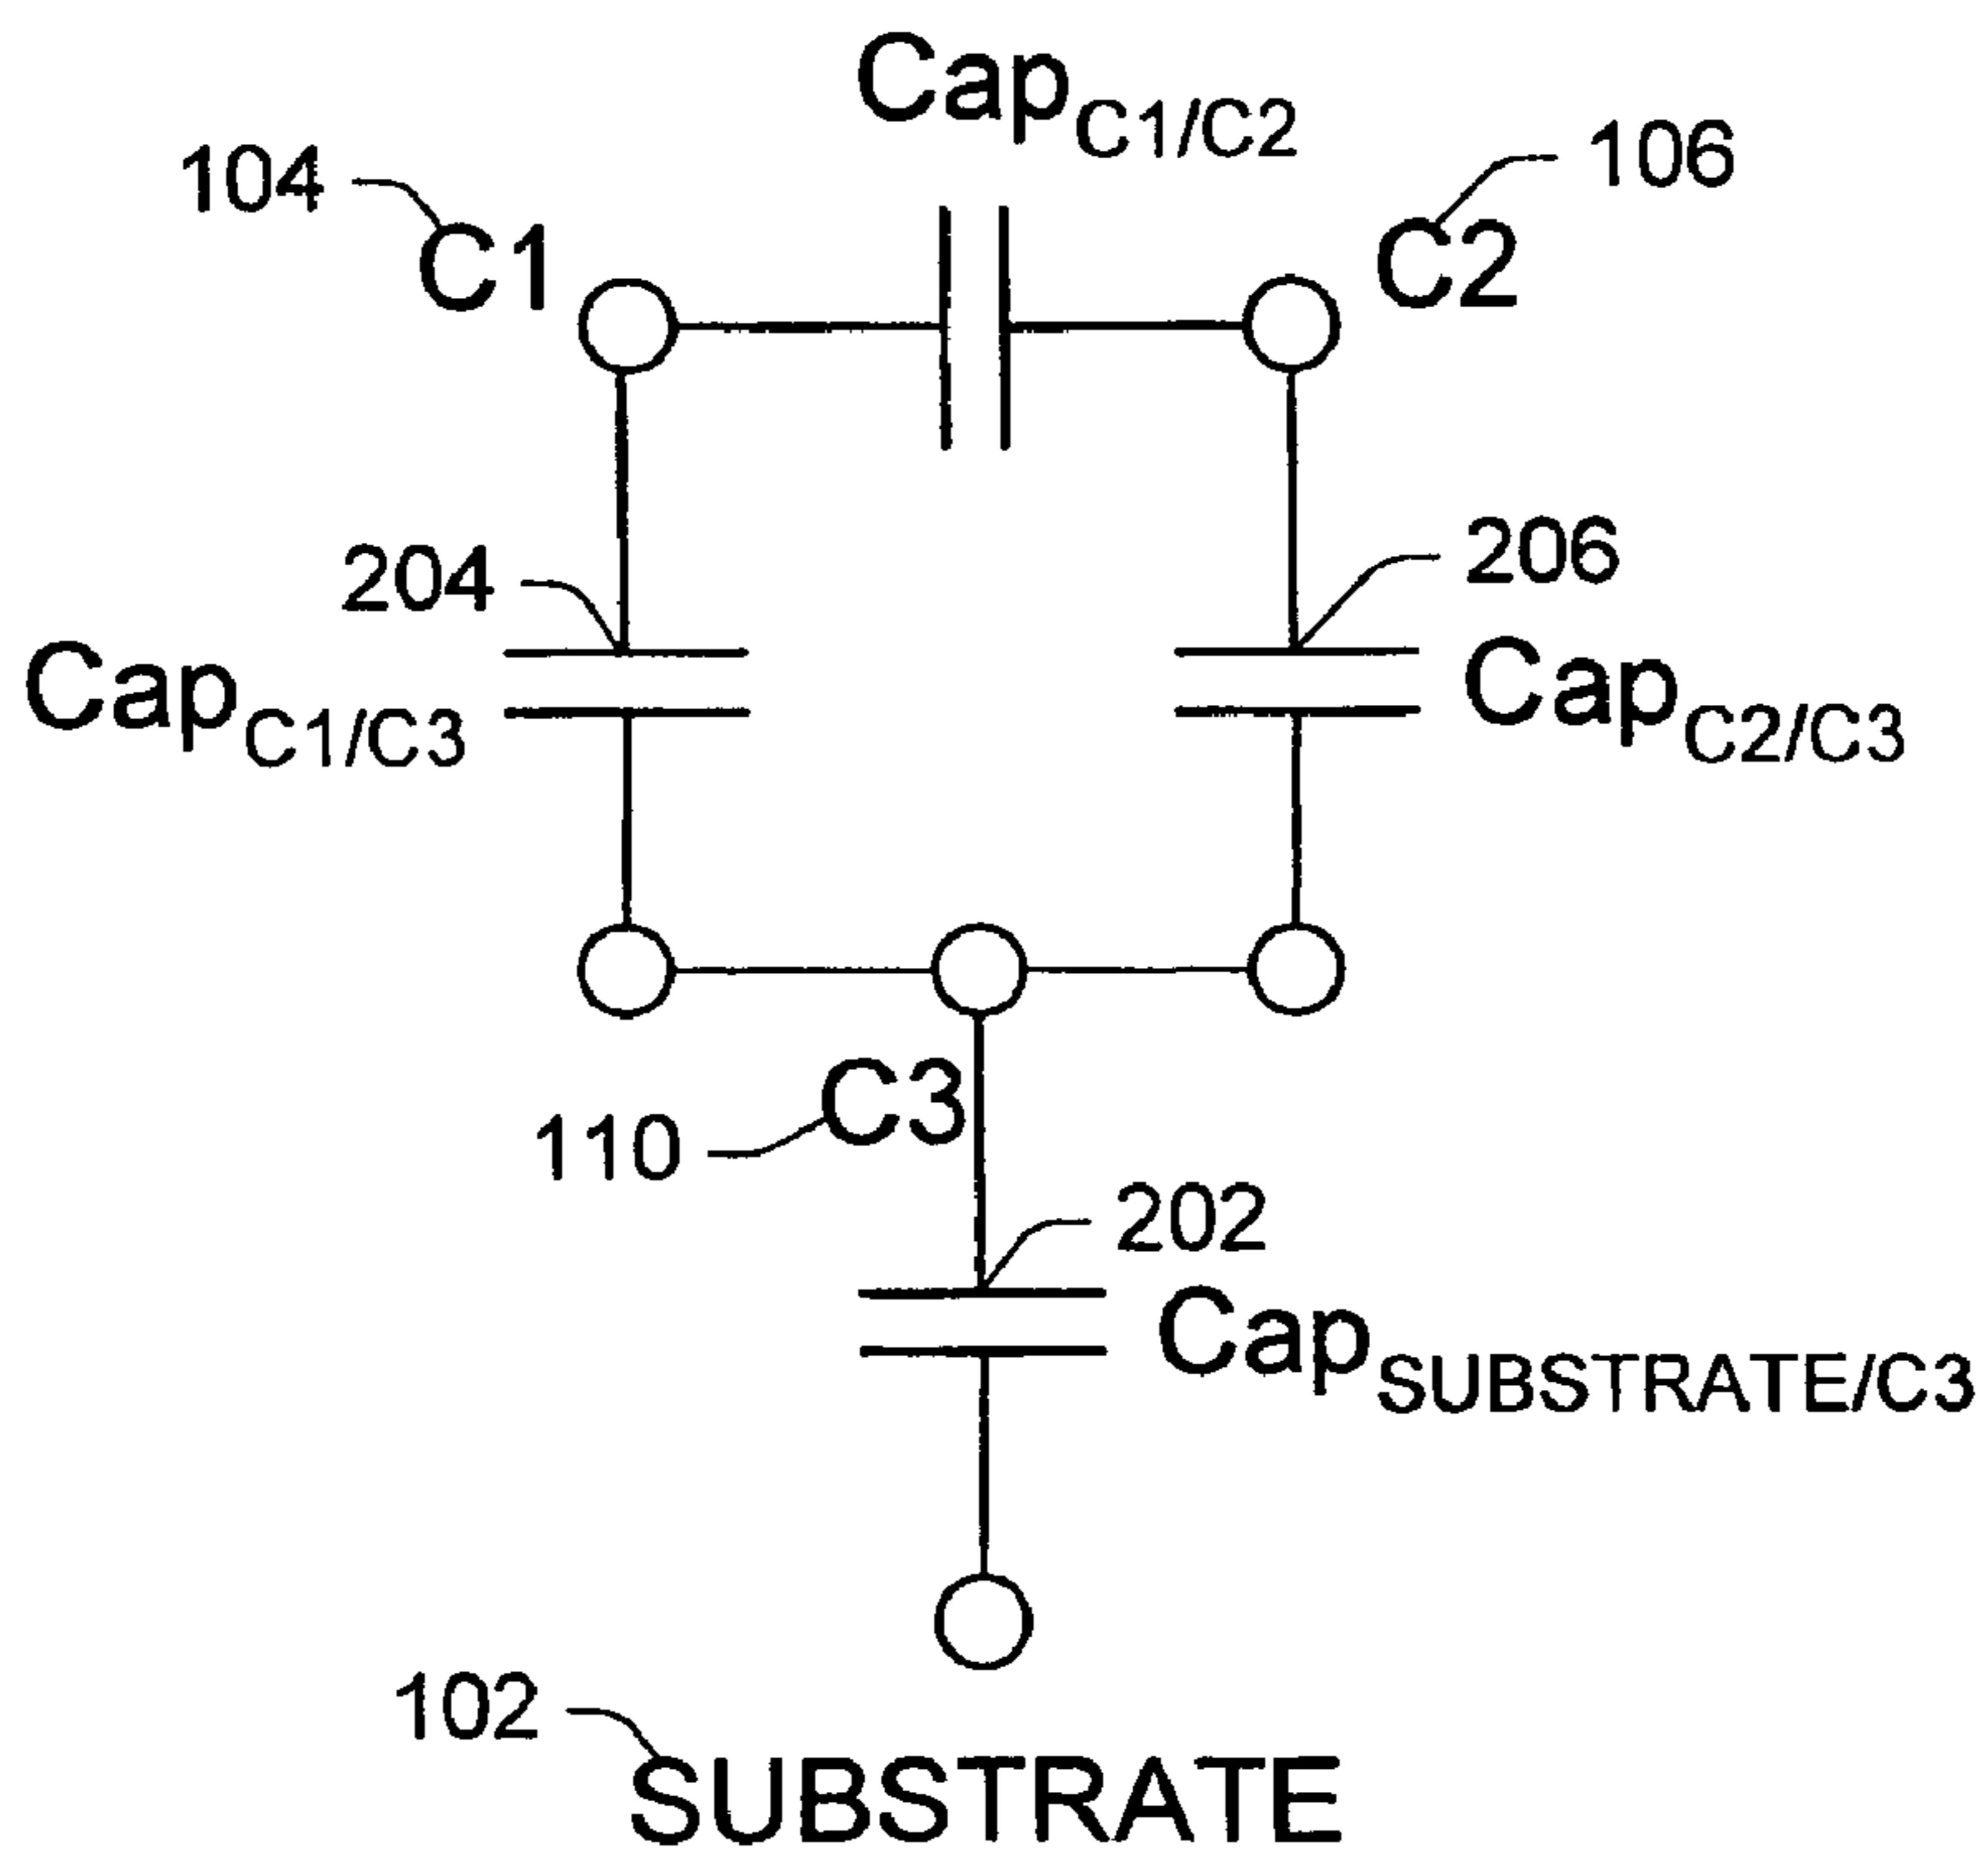 Cap C1/C2
104
106
C1
C2
204
206
Cap C1/C3
Cap C2/C3
C3
110
202
Cap SUBSTRATE/C3
102
SUBSTRATE